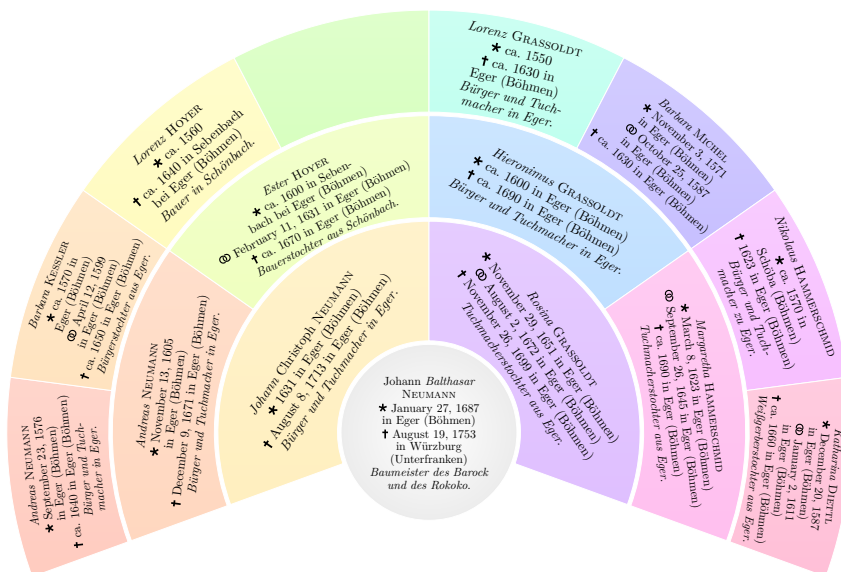 Andreas NEUMANN
★ September 23, 1576
in Eger (Böhmen)
✝ ca. 1640 in Eger (Böhmen)
Bürger und Tuch-
macher in Eger.
Barbara KESSLER
★ ca. 1570 in
Eger (Böhmen)
⚭ April 12, 1599
in Eger (Böhmen)
✝ ca. 1650 in Eger (Böhmen)
Bürgerstochter aus Eger.
Lorenz HOYER
★ ca. 1560
✝ ca. 1640 in Sebenbach
bei Eger (Böhmen)
Bauer in Schönbach.
Lorenz GRASSOLDT
★ ca. 1550
✝ ca. 1630 in
Eger (Böhmen)
Bürger und Tuch-
macher in Eger.
Barbara MICHEL
★ November 3, 1571
in Eger (Böhmen)
⚭ October 25, 1587
in Eger (Böhmen)
✝ ca. 1630 in Eger (Böhmen)
Nikolaus HAMMERSCHMID
★ ca. 1570 in
Schöba (Böhmen)
✝ 1623 in Eger (Böhmen)
Bürger und Tuch-
macher zu Eger.
Katharina DIETTL
★ December 20, 1587
in Eger (Böhmen)
⚭ January 2, 1611
in Eger (Böhmen)
✝ ca. 1660 in Eger (Böhmen)
Weißgerberstochter aus Eger.
Andreas NEUMANN
★ November 13, 1605
in Eger (Böhmen)
✝ December 9, 1671 in Eger (Böhmen)
Bürger und Tuchmacher in Eger.
Ester HOYER
★ ca. 1600 in Seben-
bach bei Eger (Böhmen)
⚭ February 11, 1631 in Eger (Böhmen)
✝ ca. 1670 in Eger (Böhmen)
Bauerstochter aus Schönbach.
Hieronimus GRASSOLDT
★ ca. 1600 in Eger (Böhmen)
✝ ca. 1690 in Eger (Böhmen)
Bürger und Tuchmacher in Eger.
Margaretha HAMMERSCHMID
★ March 8, 1623 in Eger (Böhmen)
⚭ September 26, 1645 in Eger (Böhmen)
✝ ca. 1690 in Eger (Böhmen)
Tuchmacherstochter aus Eger.
Johann Christoph NEUMANN
★ 1631 in Eger (Böhmen)
✝ August 8, 1713 in Eger (Böhmen)
Bürger und Tuchmacher in Eger.
Rosina GRASSOLDT
★ November 29, 1651 in Eger (Böhmen)
⚭ August 2, 1672 in Eger (Böhmen)
✝ November 26, 1699 in Eger (Böhmen)
Tuchmacherstochter aus Eger.
Johann Balthasar
NEUMANN
★ January 27, 1687
in Eger (Böhmen)
✝ August 19, 1753
in Würzburg
(Unterfranken)
Baumeister des Barock
und des Rokoko.